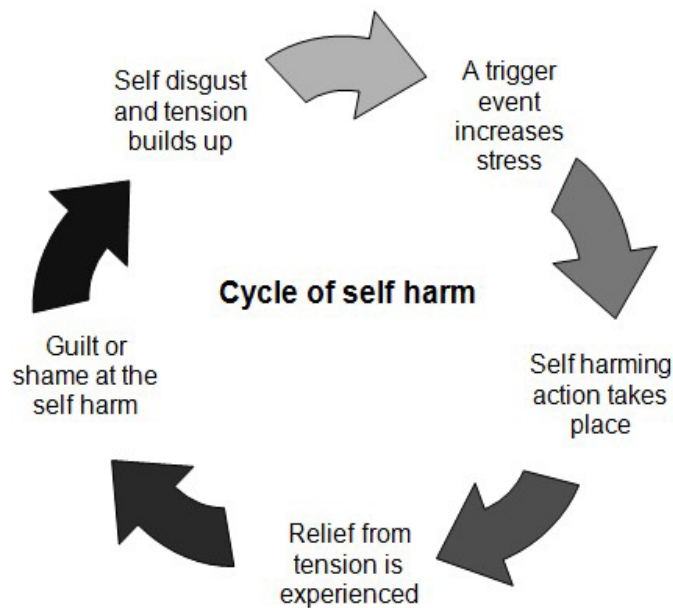 Cycle of self harm
A trigger
event
increases
stress
Self harming
action takes
place
Relief from
tension is
experienced
Guilt or
shame at the
self harm
Self disgust
and tension
builds up